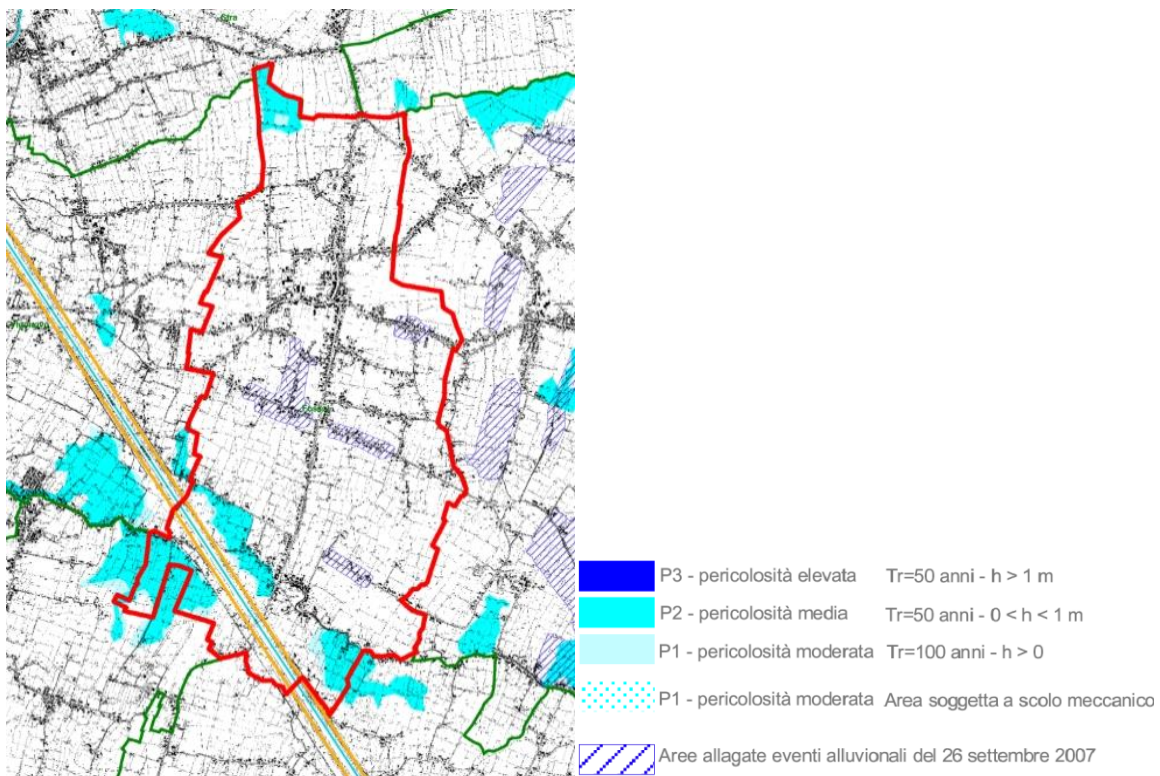 Stra
P3 - pericolosità elevata Tr=50 anni - h > 1 m
P2 - pericolosità media Tr=50 anni - 0 < h < 1 m
P1 - pericolosità moderata Tr=100 anni - h > 0
P1 - pericolosità moderata Area soggetta a scolo meccanico
Aree allagate eventi alluvionali del 26 settembre 2007